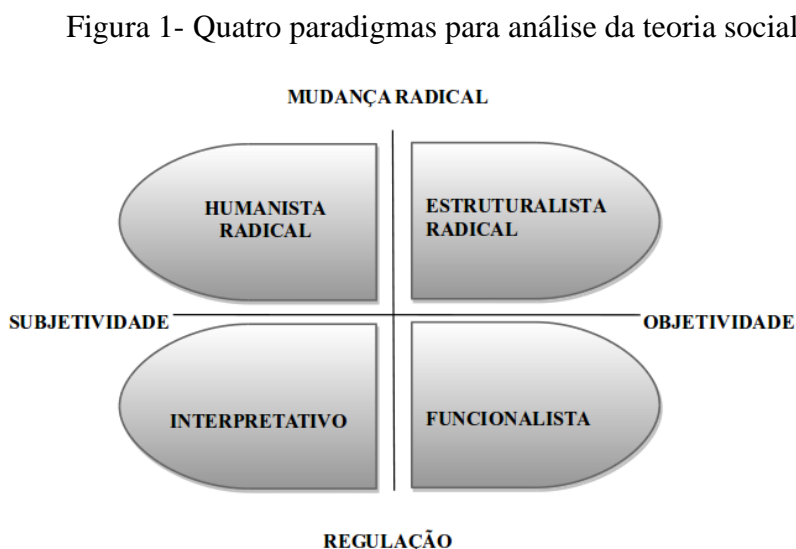 Figura 1- Quatro paradigmas para análise da teoria social
MUDANÇA RADICAL
HUMANISTA
RADICAL
ESTRUTURALISTA
RADICAL
SUBJETIVIDADE
OBJETIVIDADE
INTERPRETATIVO
FUNCIONALISTA
REGULAÇÃO